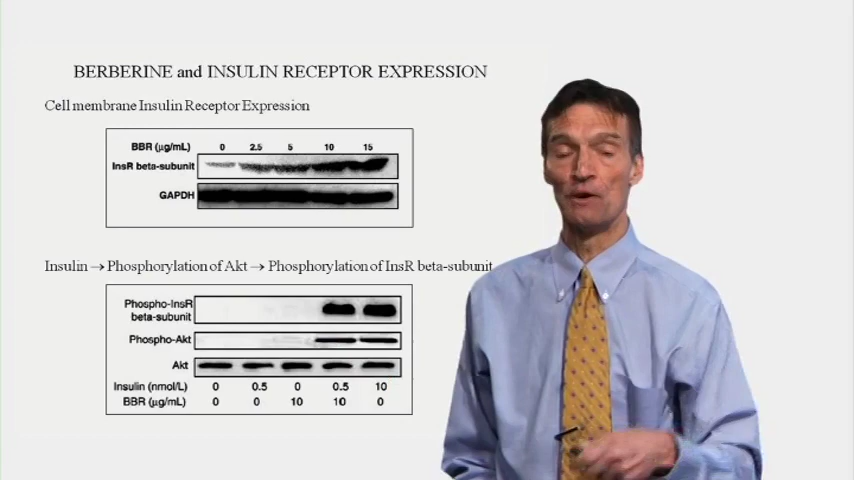 BERBERINE and INSULIN RECEPTOR EXPRESSION
Cell membrane Insulin Receptor Expression
BBR (µg/mL) 0 2.5 5 10 15
InsR beta-subunit
GAPDH
Insulin → Phosphorylation of Akt → Phosphorylation of InsR beta-subunit
Phospho-InsR
beta-subunit
Phospho-Akt
Akt
Insulin (nmol/L) 0 0.5 0 0.5 10
BBR (µg/mL) 0 0 10 10 0